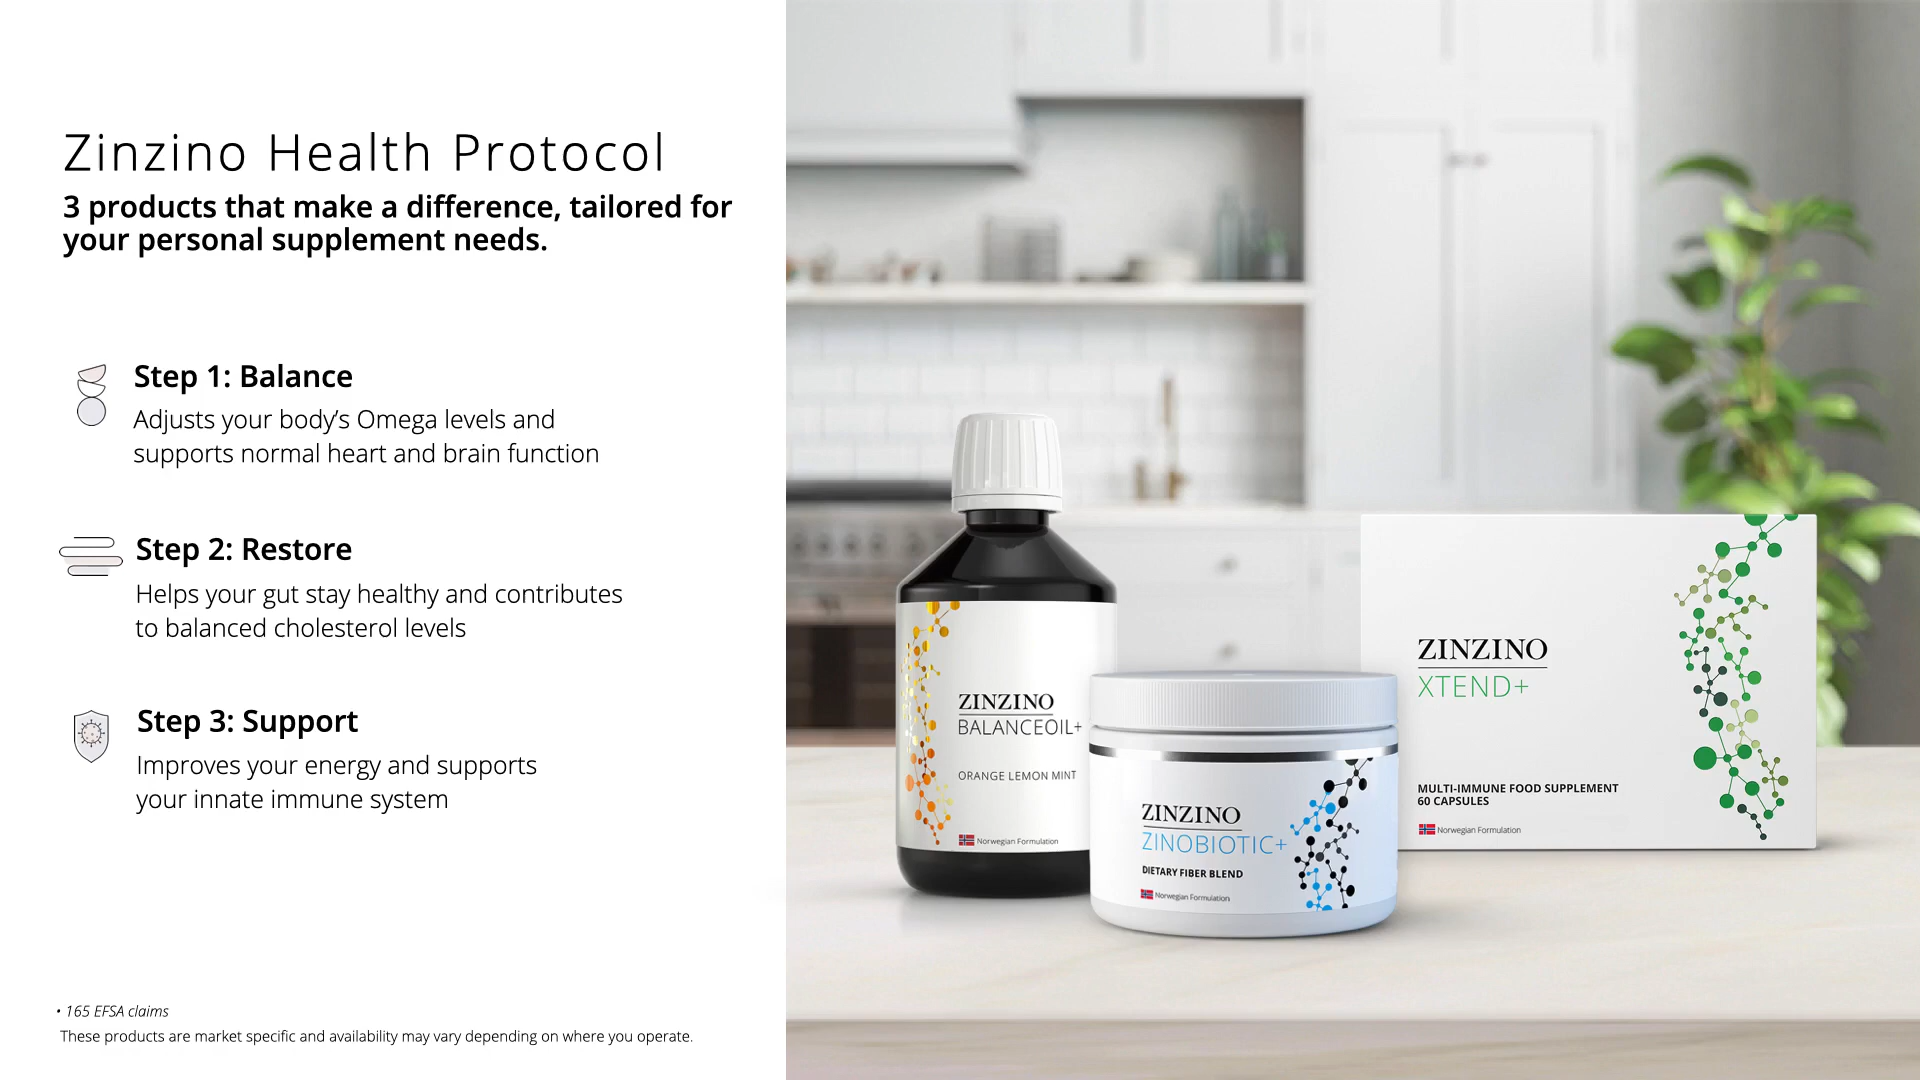 Zinzino Health Protocol
3 products that make a difference, tailored for
your personal supplement needs.
Step 1: Balance
Adjusts your body’s Omega levels and
supports normal heart and brain function
Step 2: Restore
Helps your gut stay healthy and contributes
to balanced cholesterol levels
Step 3: Support
Improves your energy and supports
your innate immune system
• 165 EFSA claims
These products are market specific and availability may vary depending on where you operate.
ZINZINO
BALANCEOIL+
ORANGE LEMON MINT
Norwegian Formulation
ZINZINO
ZINOBIOTIC+
DIETARY FIBER BLEND
Norwegian Formulation
ZINZINO
XTEND+
MULTI-IMMUNE FOOD SUPPLEMENT
60 CAPSULES
Norwegian Formulation